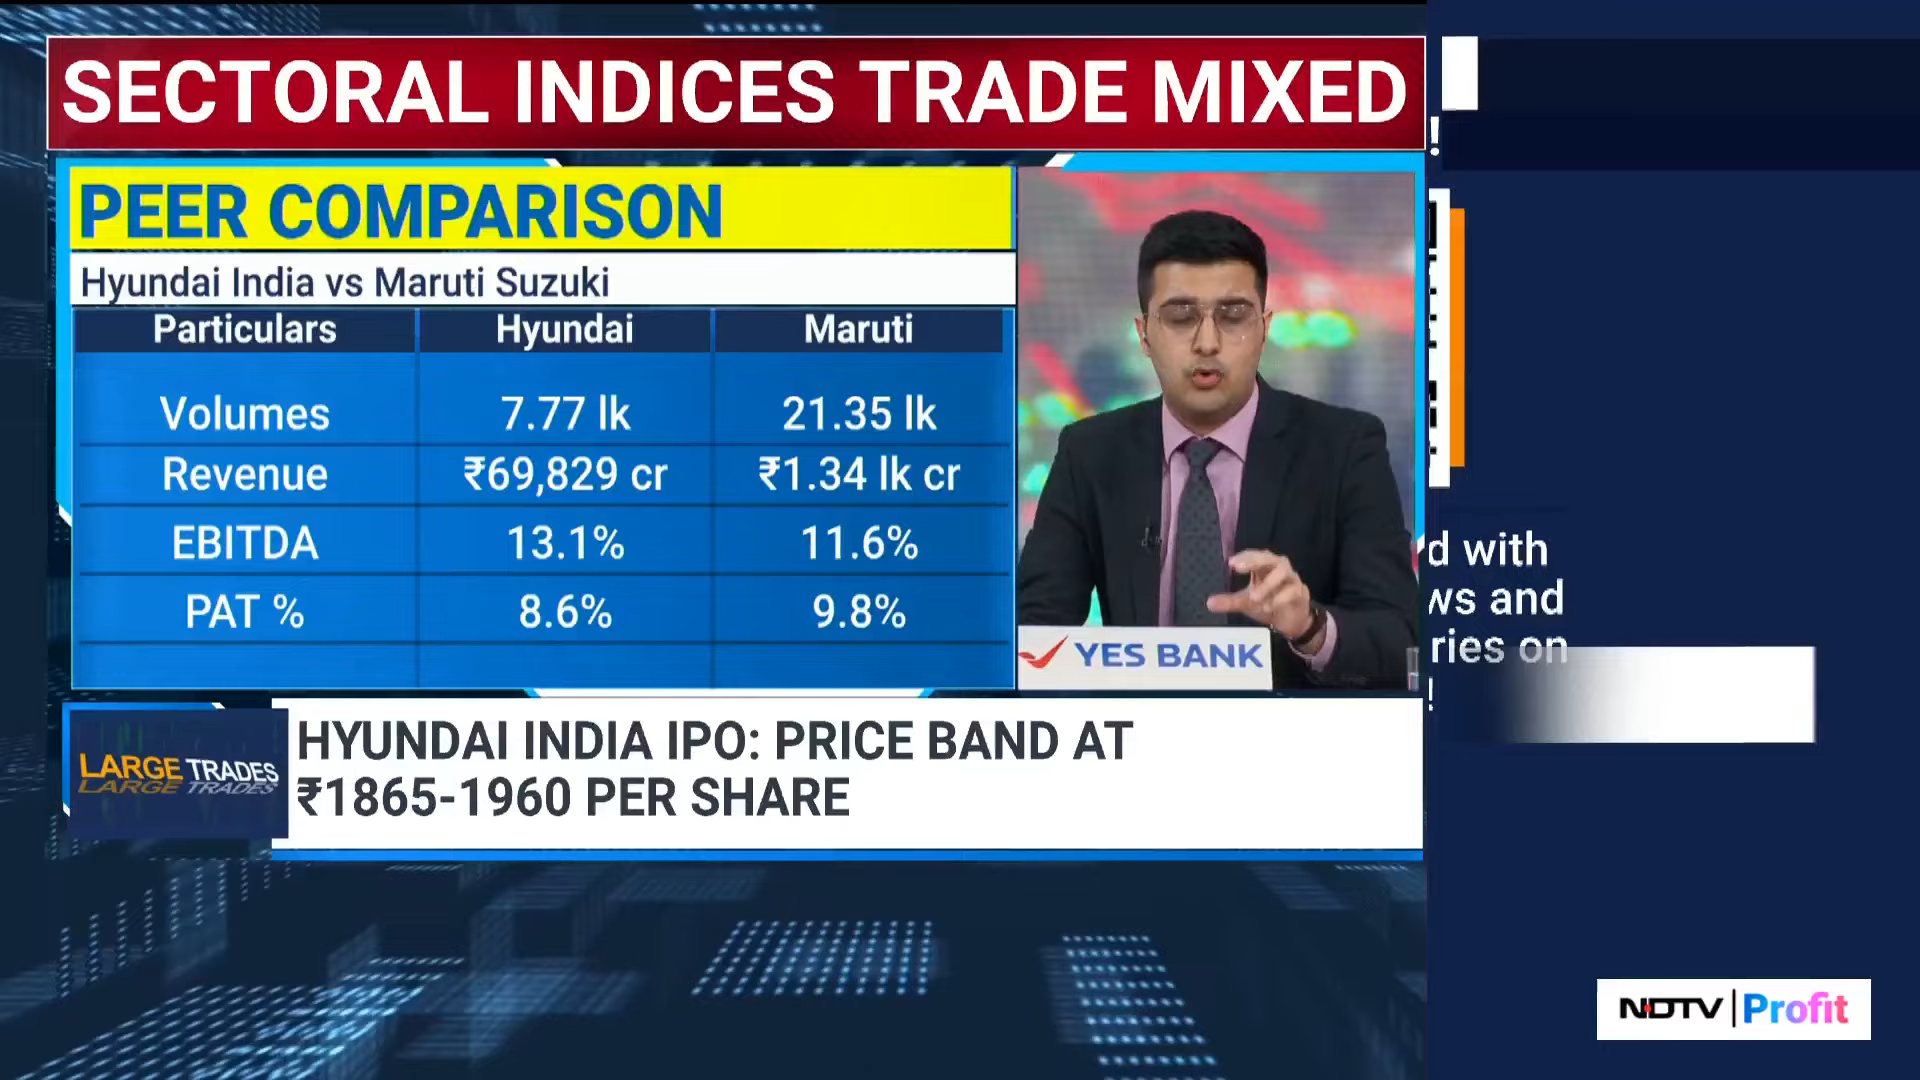 SECTORAL INDICES TRADE MIXED
!
PEER COMPARISON
Hyundai India vs Maruti Suzuki
Particulars Hyundai Maruti
Volumes 7.77 lk 21.35 lk
Revenue ₹69,829 cr ₹1.34 lk cr
EBITDA 13.1% 11.6%
PAT % 8.6% 9.8%
YES BANK
d with
ws and
ries on
!
LARGE TRADES
LARGE TRADES
HYUNDAI INDIA IPO: PRICE BAND AT
₹1865-1960 PER SHARE
NDTV Profit